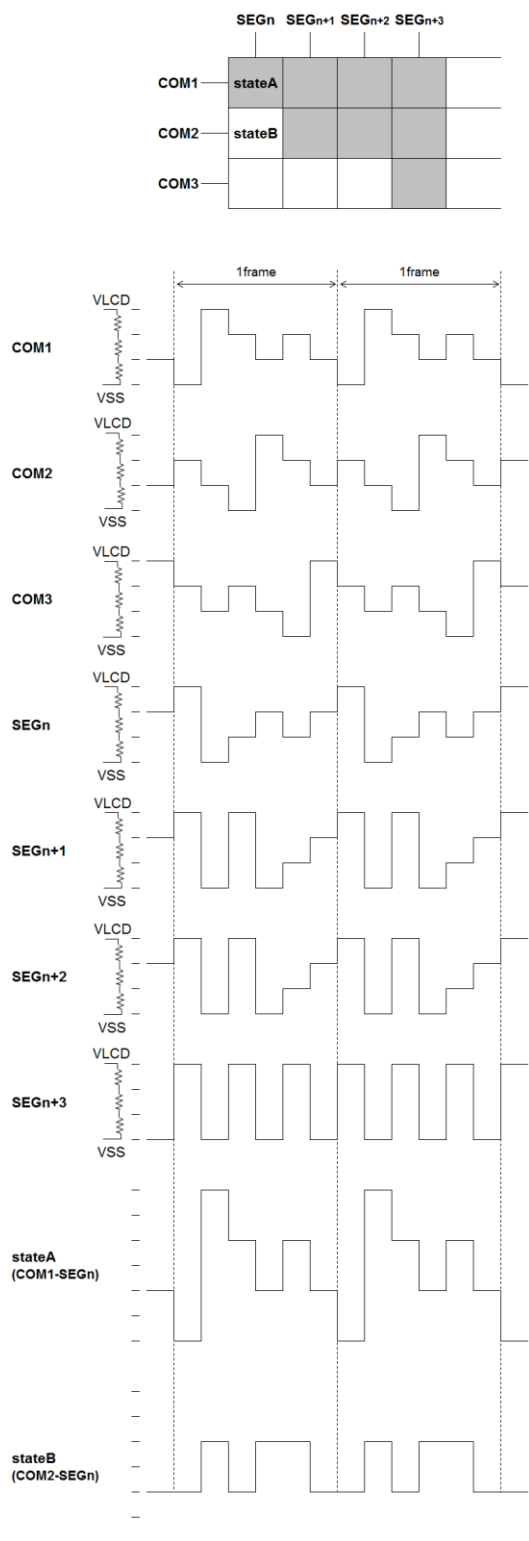 SEGn SEGn+1 SEGn+2 SEGn+3
COM1 stateA
COM2 stateB
COM3
1frame 1frame
VLCD
COM1
VSS
VLCD
COM2
VSS
VLCD
COM3
VSS
VLCD
SEGn
VSS
VLCD
SEGn+1
VSS
VLCD
SEGn+2
VSS
VLCD
SEGn+3
VSS
stateA
(COM1-SEGn)
stateB
(COM2-SEGn)